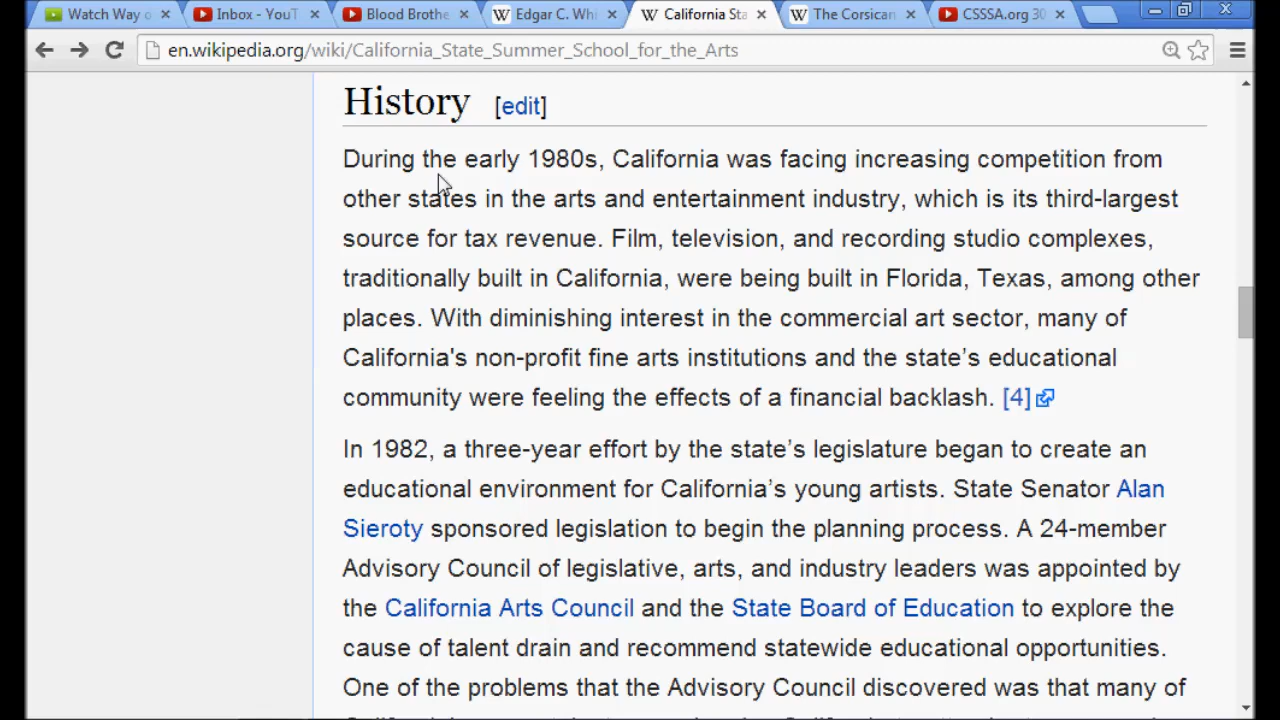 Watch Way o
Inbox - YouT
Blood Brothe
Edgar C. Whi
California Sta
The Corsican
CSSSA.org 30
en.wikipedia.org/wiki/California_State_Summer_School_for_the_Arts
History [edit]
During the early 1980s, California was facing increasing competition from
other states in the arts and entertainment industry, which is its third-largest
source for tax revenue. Film, television, and recording studio complexes,
traditionally built in California, were being built in Florida, Texas, among other
places. With diminishing interest in the commercial art sector, many of
California's non-profit fine arts institutions and the state’s educational
community were feeling the effects of a financial backlash. [4]
In 1982, a three-year effort by the state’s legislature began to create an
educational environment for California’s young artists. State Senator Alan
Sieroty sponsored legislation to begin the planning process. A 24-member
Advisory Council of legislative, arts, and industry leaders was appointed by
the California Arts Council and the State Board of Education to explore the
cause of talent drain and recommend statewide educational opportunities.
One of the problems that the Advisory Council discovered was that many of